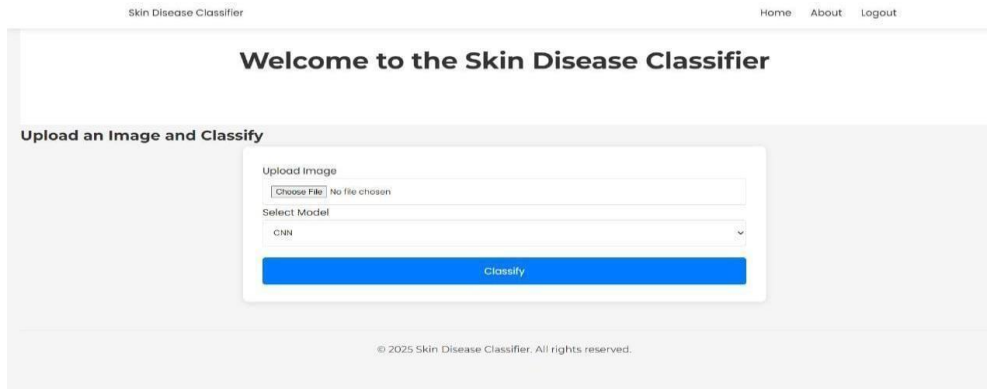 Skin Disease Classifier
Home About Logout
Welcome to the Skin Disease Classifier
Upload an Image and Classify
Upload Image
Choose File No file chosen
Select Model
CNN
Classify
© 2025 Skin Disease Classifier. All rights reserved.